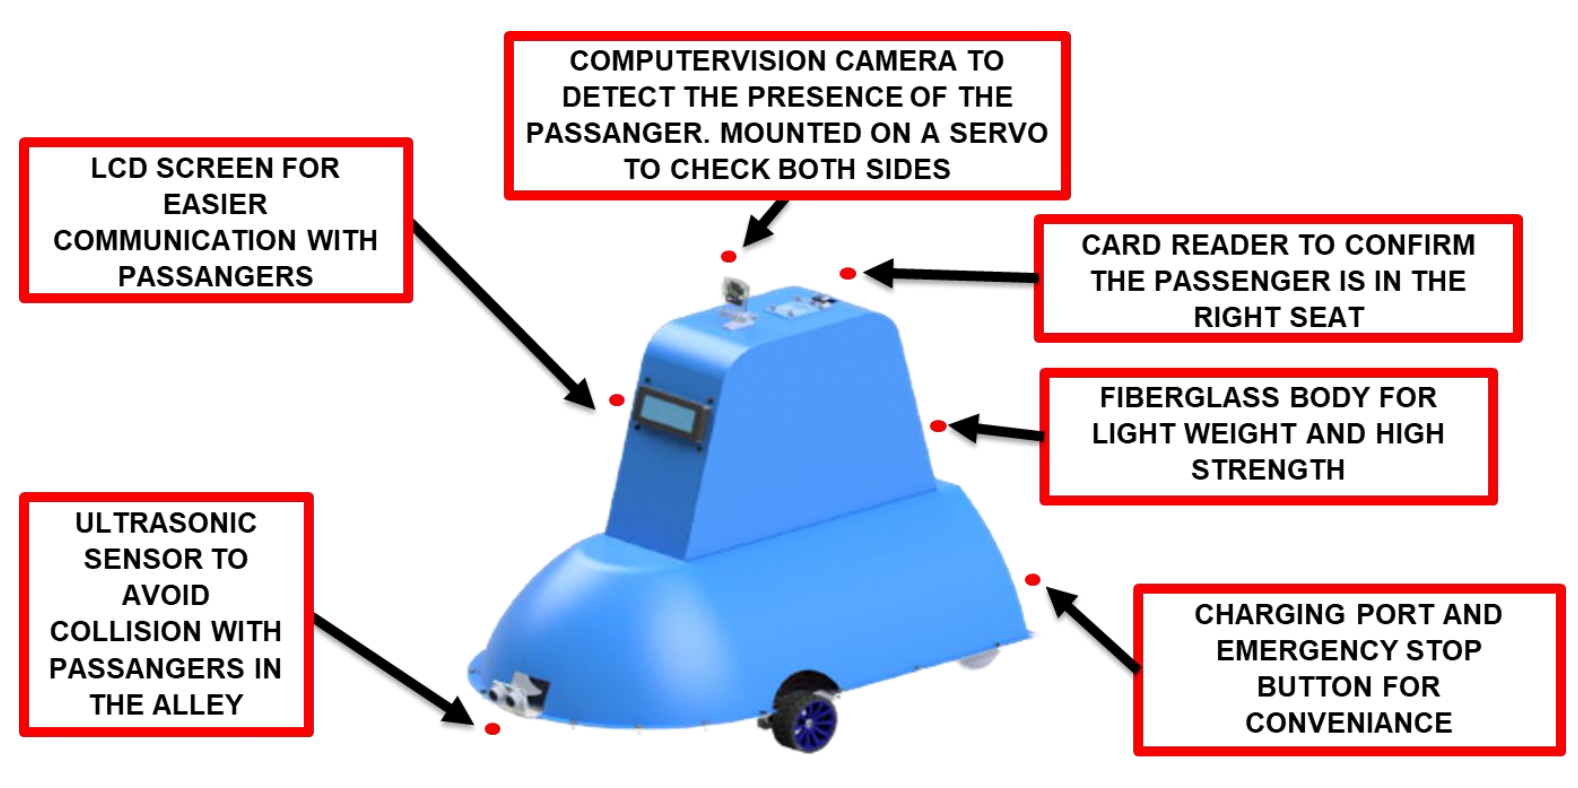 COMPUTERVISION CAMERA TO
DETECT THE PRESENCE OF THE
PASSANGER. MOUNTED ON A SERVO
TO CHECK BOTH SIDES
LCD SCREEN FOR
EASIER
COMMUNICATION WITH
PASSANGERS
CARD READER TO CONFIRM
THE PASSENGER IS IN THE
RIGHT SEAT
FIBERGLASS BODY FOR
LIGHT WEIGHT AND HIGH
STRENGTH
ULTRASONIC
SENSOR TO
AVOID
COLLISION WITH
PASSANGERS IN
THE ALLEY
CHARGING PORT AND
EMERGENCY STOP
BUTTON FOR
CONVENIANCE